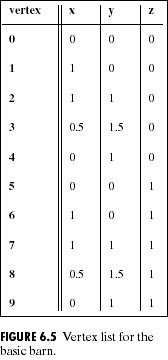 vertex x y z
0 0 0 0
1 1 0 0
2 1 1 0
3 0.5 1.5 0
4 0 1 0
5 0 0 1
6 1 0 1
7 1 1 1
8 0.5 1.5 1
9 0 1 1
FIGURE 6.5 Vertex list for the
basic barn.